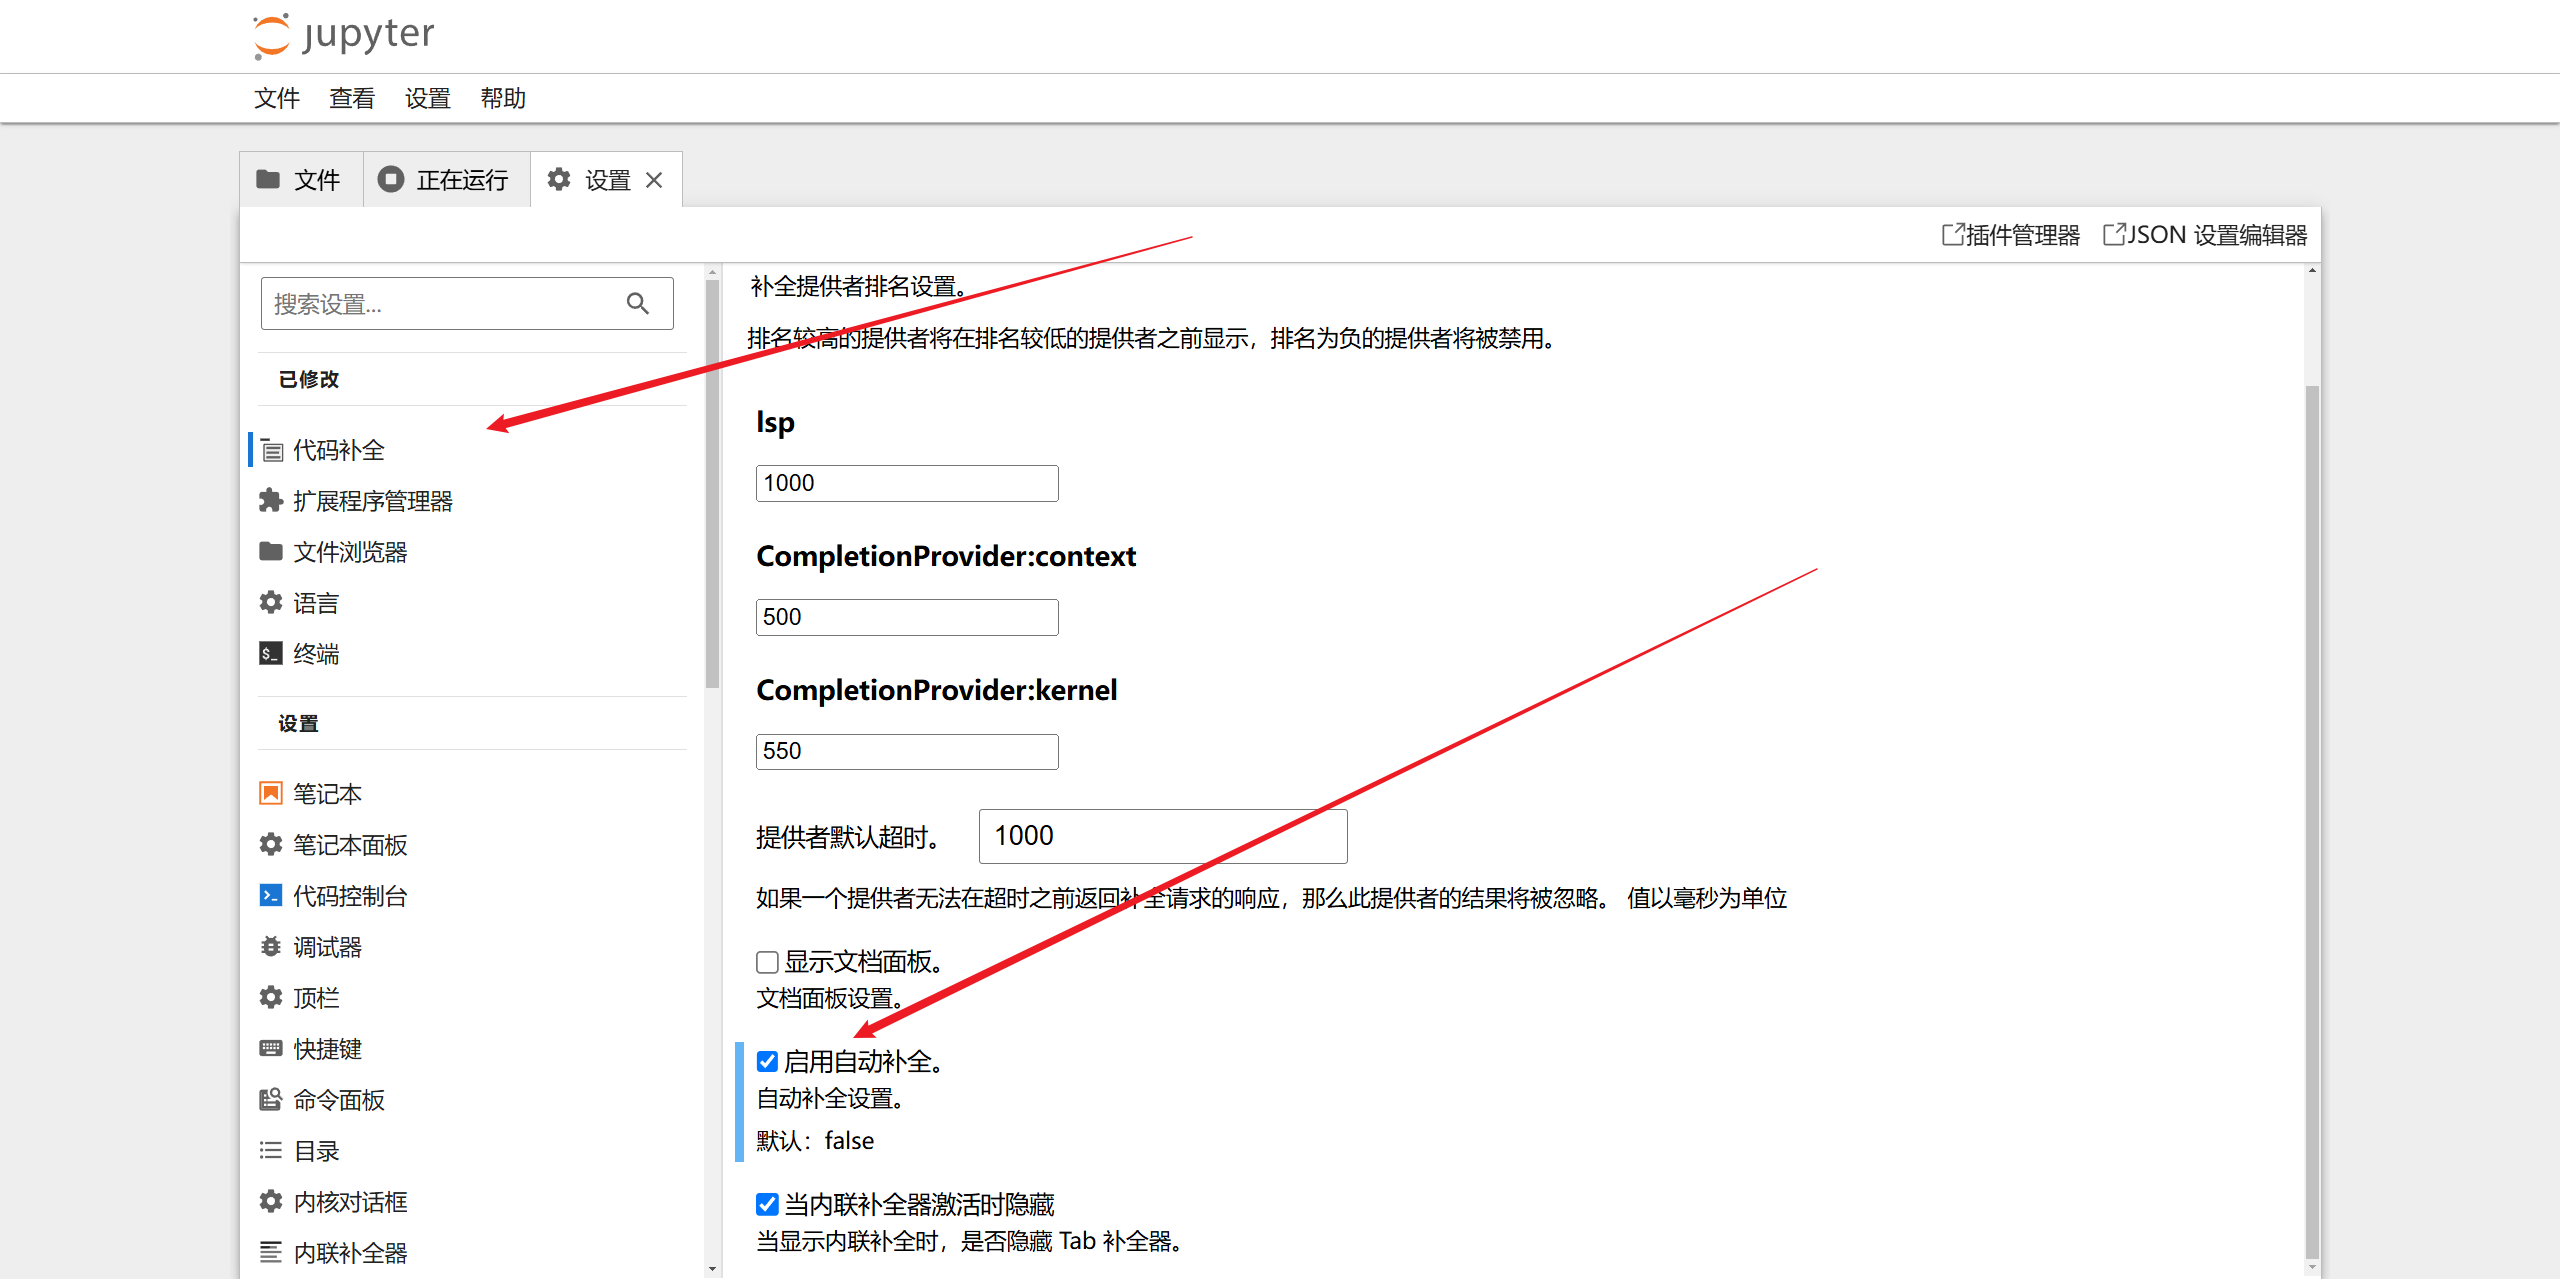 jupyter
文件 查看 设置 帮助
文件 正在运行 设置
插件管理器 JSON 设置编辑器
搜索设置...
已修改
代码补全
扩展程序管理器
文件浏览器
语言
$_ 终端
设置
笔记本
笔记本面板
代码控制台
调试器
顶栏
快捷键
命令面板
目录
内核对话框
内联补全器
补全提供者排名设置。
排名较高的提供者将在排名较低的提供者之前显示，排名为负的提供者将被禁用。
lsp
1000
CompletionProvider:context
500
CompletionProvider:kernel
550
提供者默认超时。 1000
如果一个提供者无法在超时之前返回补全请求的响应，那么此提供者的结果将被忽略。 值以毫秒为单位
显示文档面板。
文档面板设置。
启用自动补全。
自动补全设置。
默认：false
当内联补全器激活时隐藏
当显示内联补全时，是否隐藏 Tab 补全器。